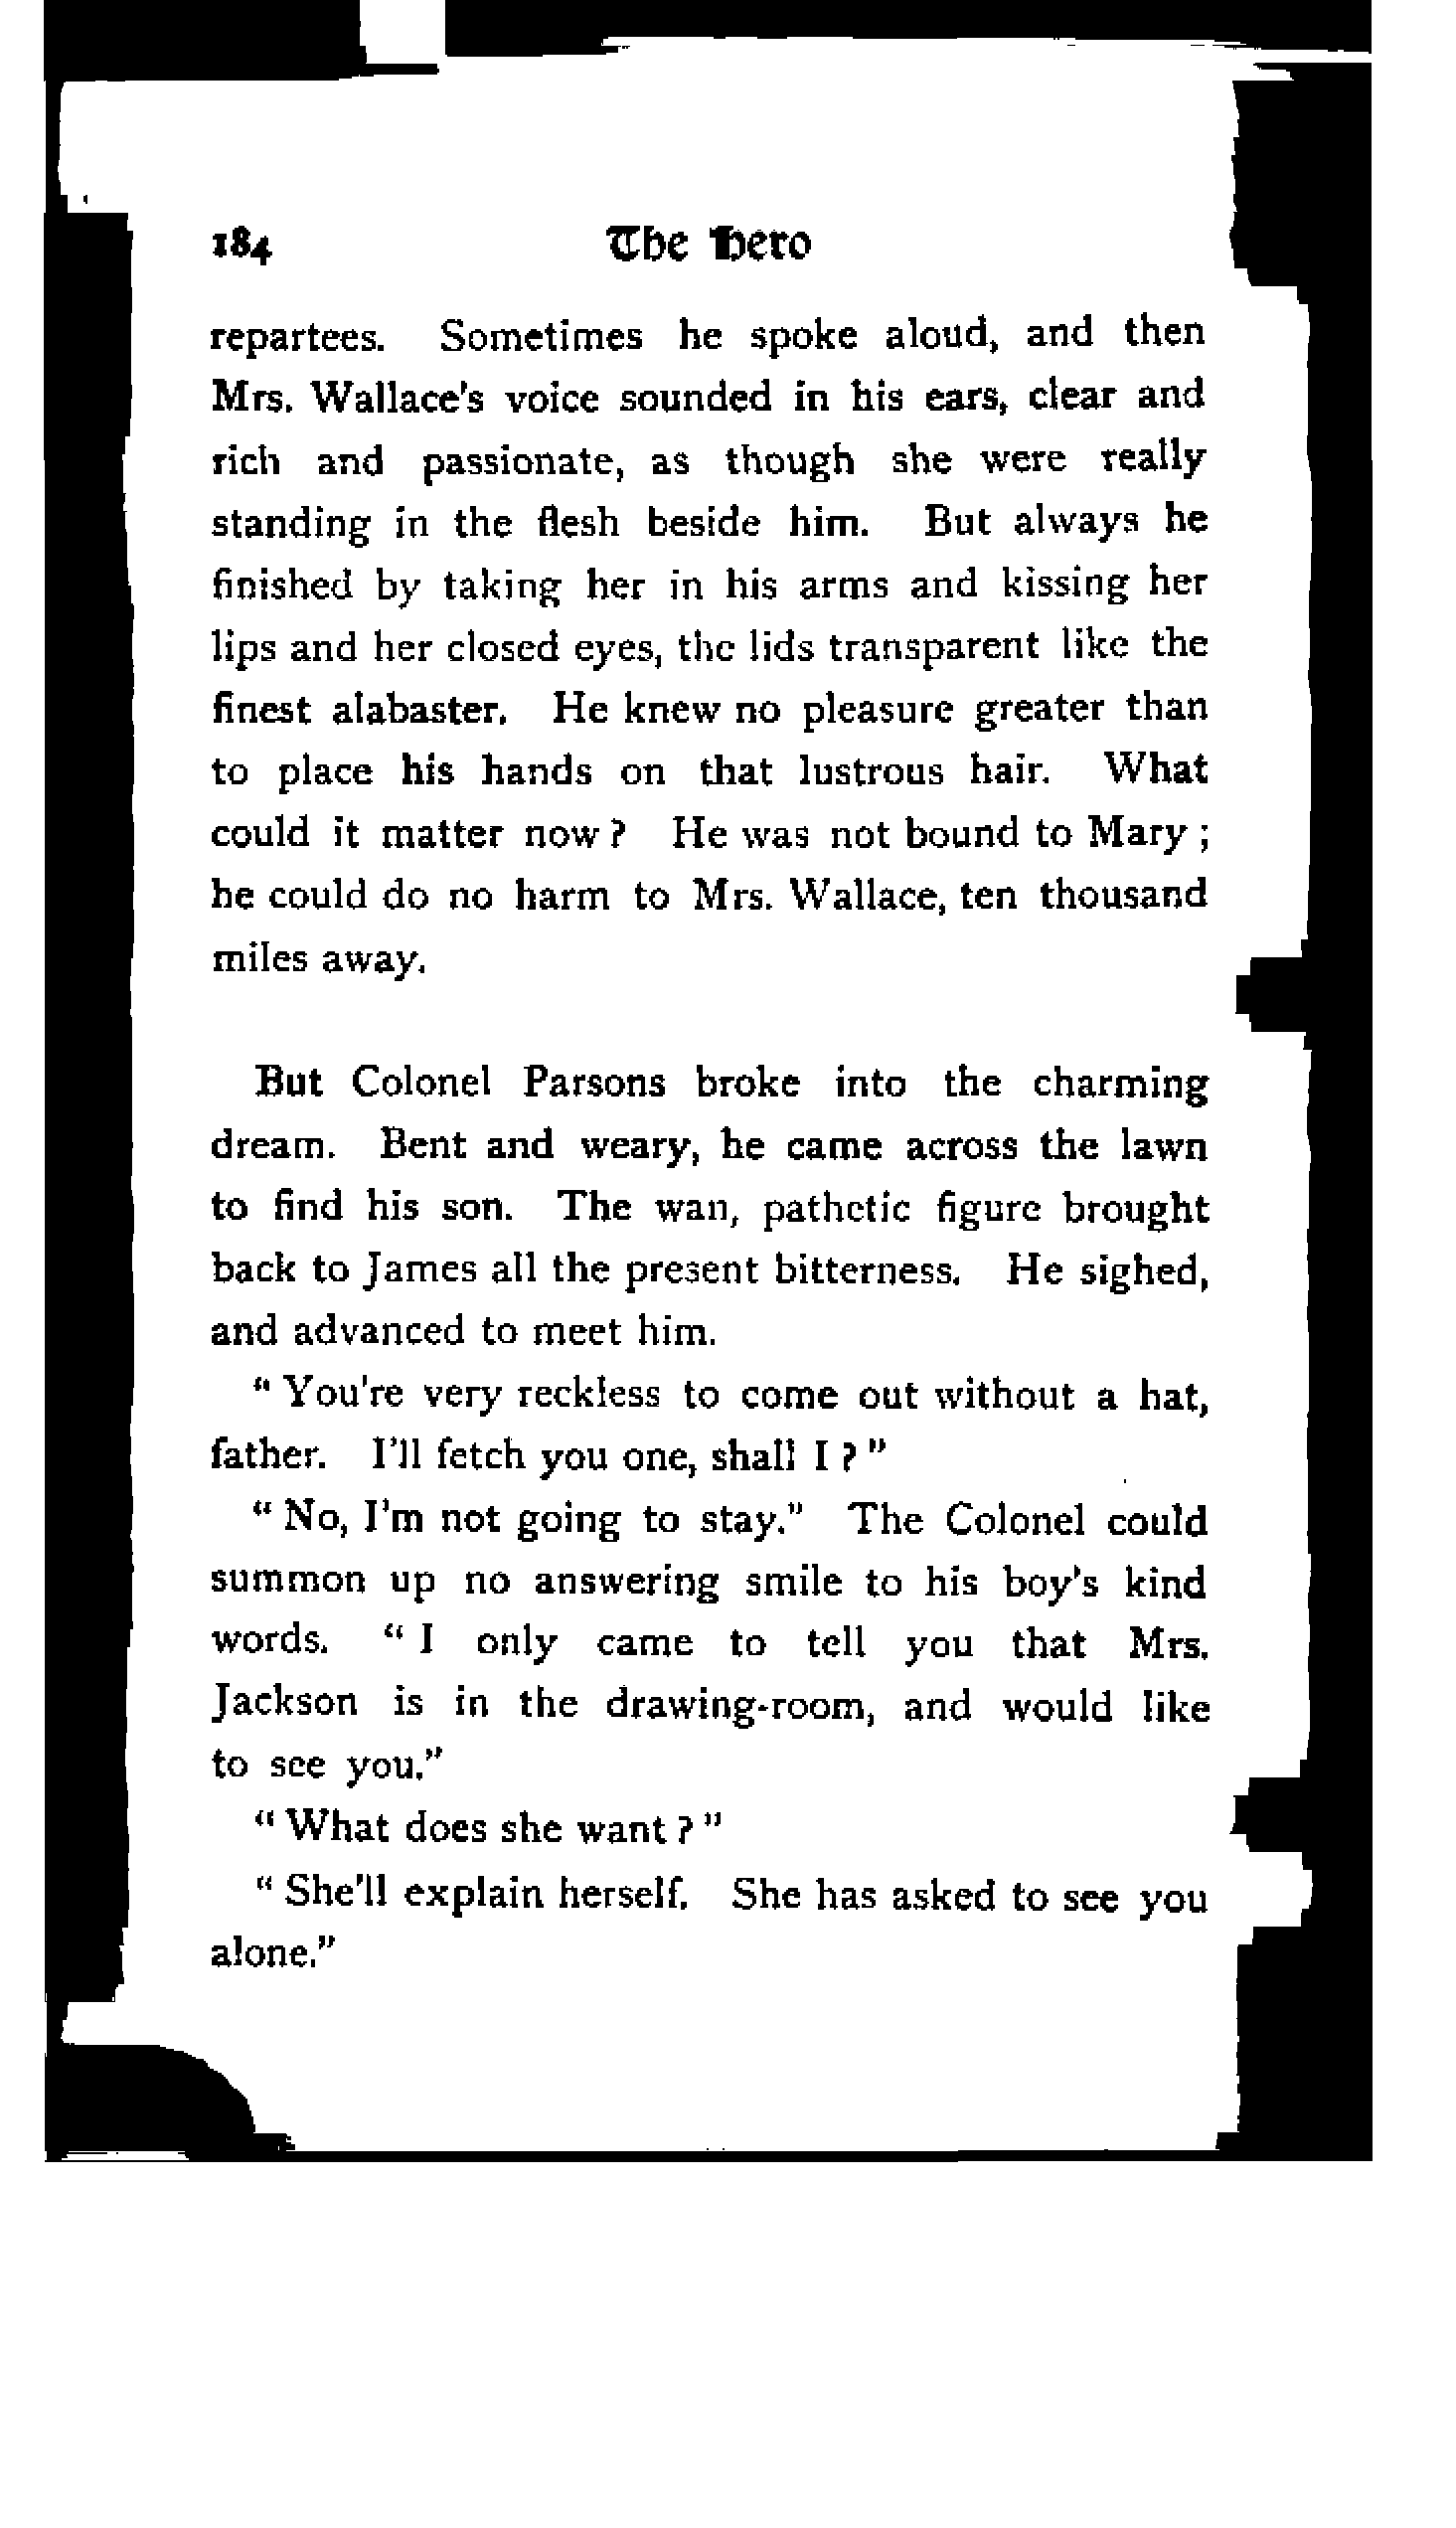 184 The Hero
repartees. Sometimes he spoke aloud, and then
Mrs. Wallace's voice sounded in his ears, clear and
rich and passionate, as though she were really
standing in the flesh beside him. But always he
finished by taking her in his arms and kissing her
lips and her closed eyes, the lids transparent like the
finest alabaster. He knew no pleasure greater than
to place his hands on that lustrous hair. What
could it matter now? He was not bound to Mary;
he could do no harm to Mrs. Wallace, ten thousand
miles away.
But Colonel Parsons broke into the charming
dream. Bent and weary, he came across the lawn
to find his son. The wan, pathetic figure brought
back to James all the present bitterness. He sighed,
and advanced to meet him.
"You're very reckless to come out without a hat,
father. I'll fetch you one, shall I?"
"No, I'm not going to stay." The Colonel could
summon up no answering smile to his boy's kind
words. "I only came to tell you that Mrs.
Jackson is in the drawing-room, and would like
to see you."
"What does she want?"
"She'll explain herself. She has asked to see you
alone."